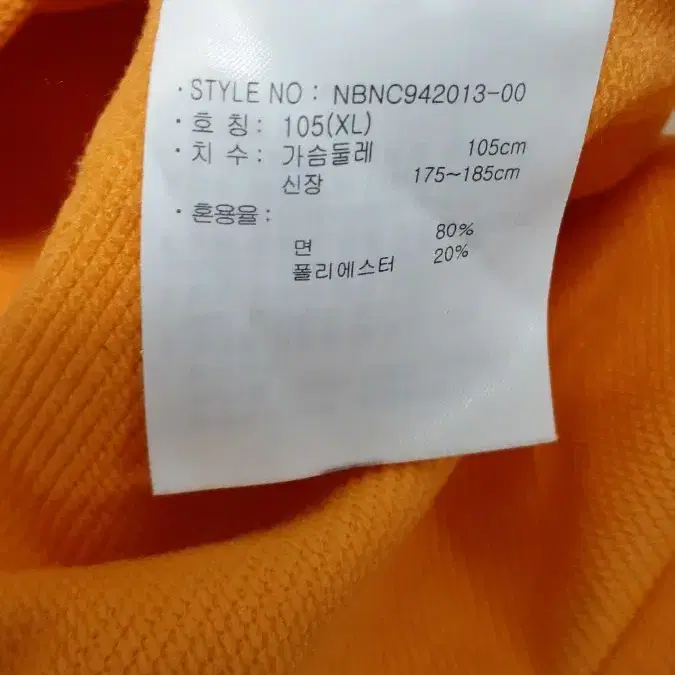 · STYLE NO : NBNC942013-00
· 호 칭 : 105(XL)
· 치 수 : 가슴둘레 105cm
신장 175~185cm
· 혼용율 :
면 80%
폴리에스터 20%